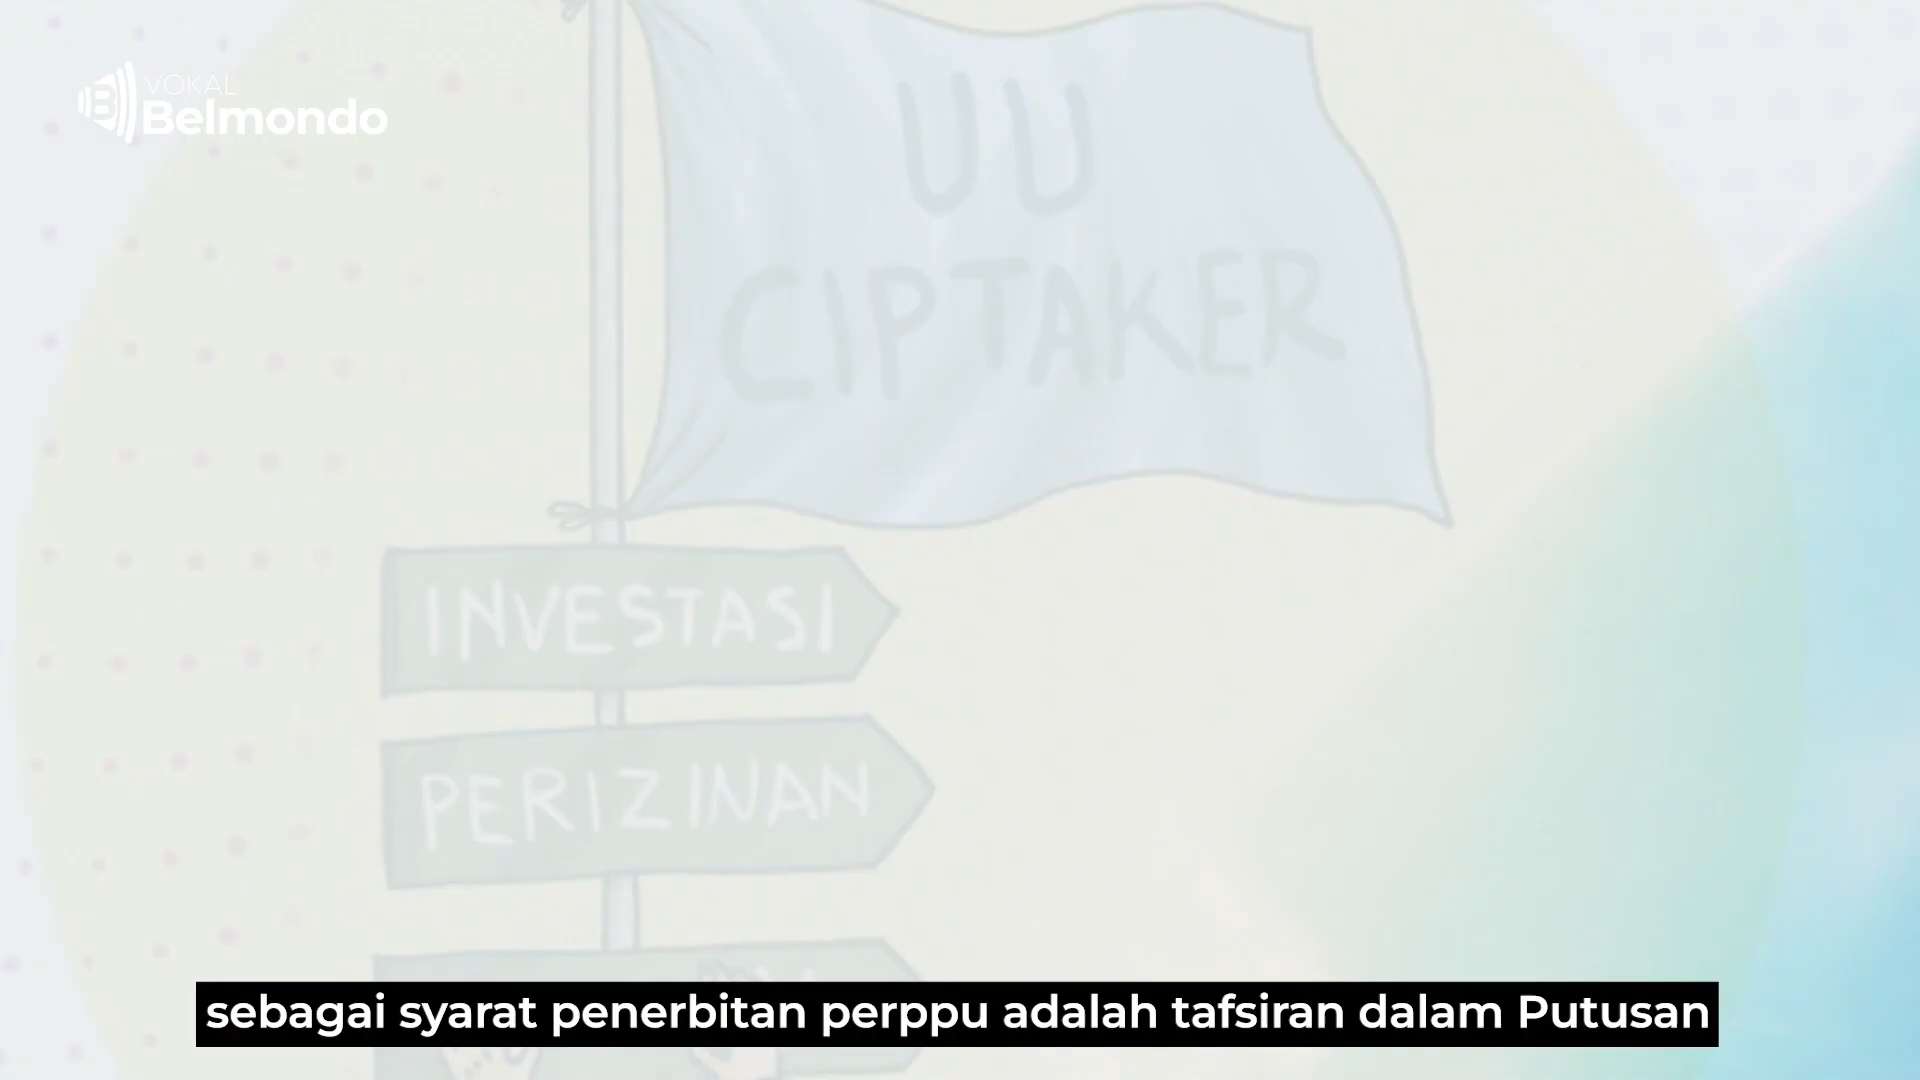 VOKAL
Belmondo
UU
CIPTAKER
INVESTASI
PERIZINAN
sebagai syarat penerbitan perppu adalah tafsiran dalam Putusan